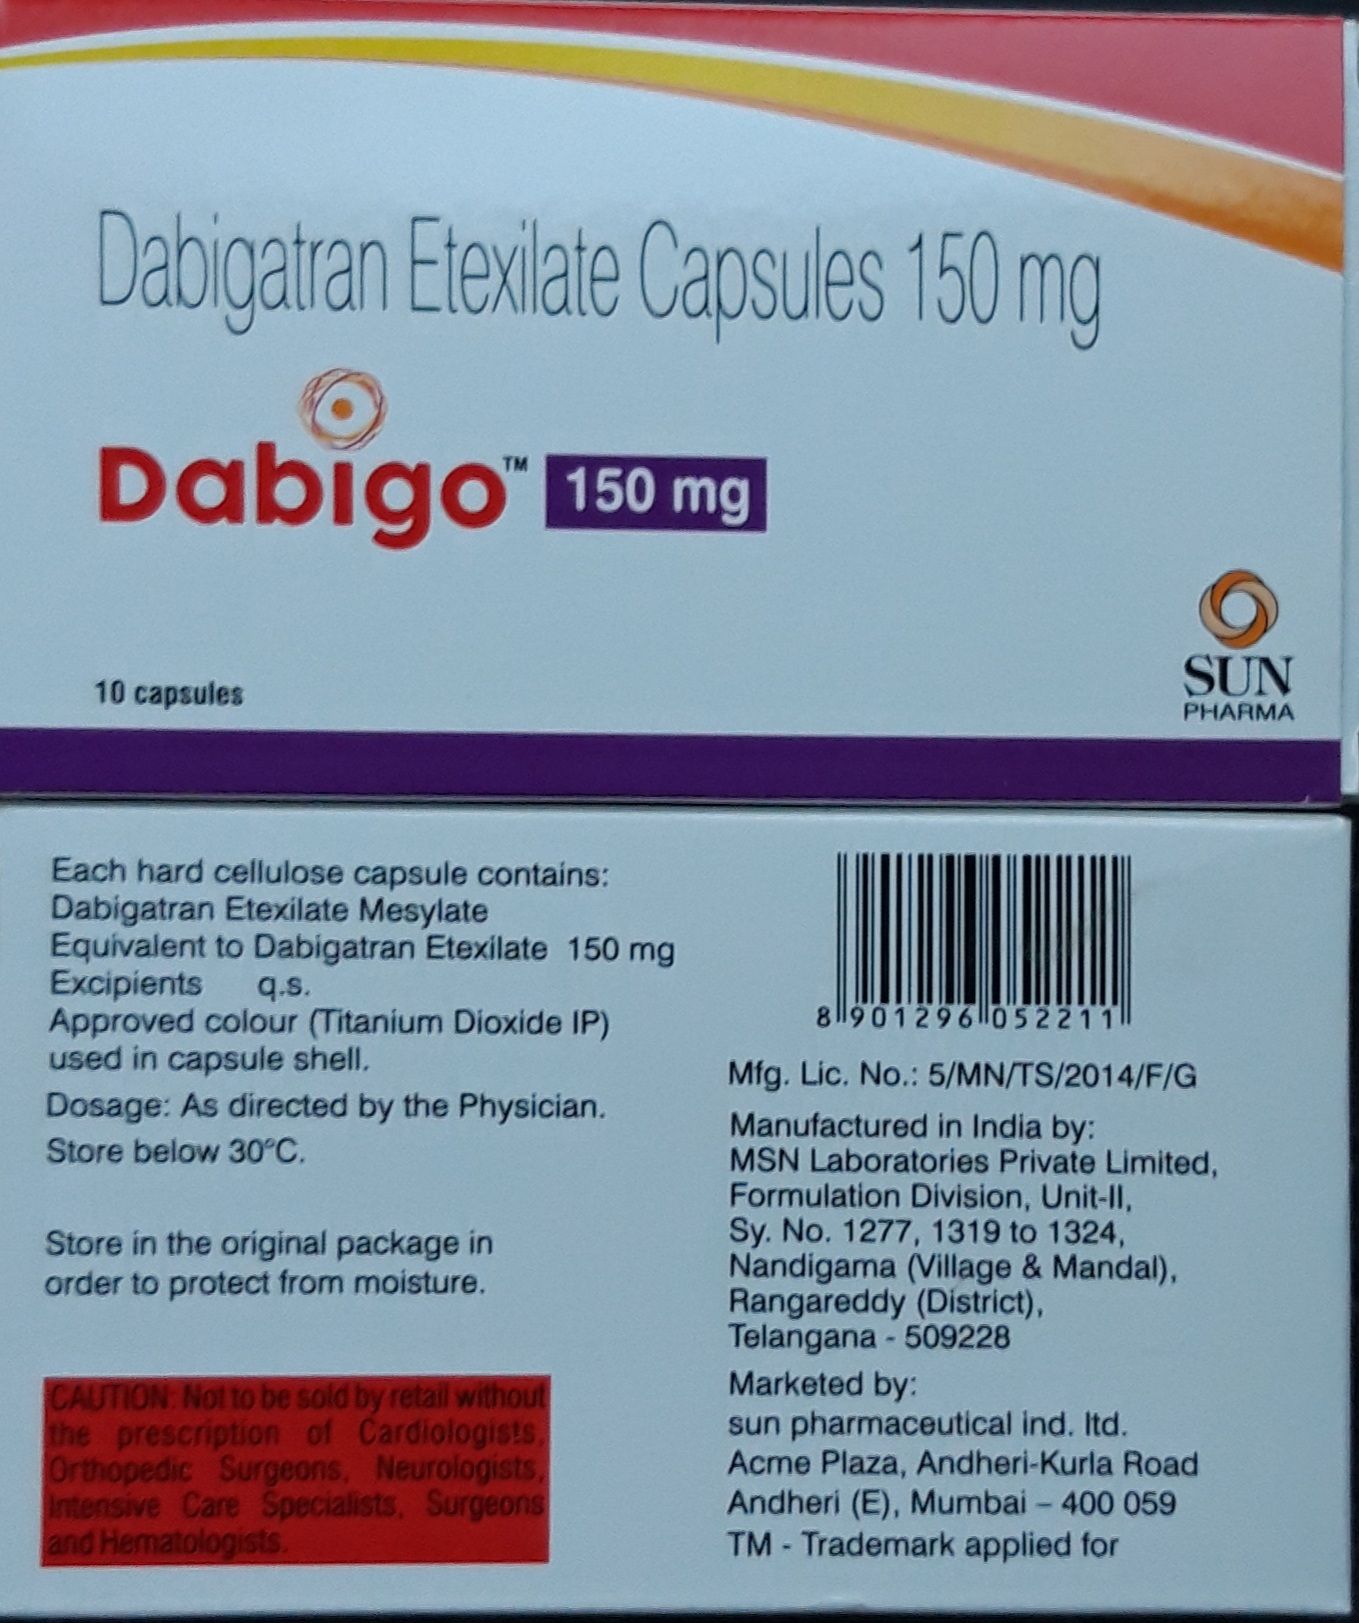 Dabigatran Etexilate Capsules 150 mg
Dabigo™ 150 mg
10 capsules
SUN
PHARMA
Each hard cellulose capsule contains:
Dabigatran Etexilate Mesylate
Equivalent to Dabigatran Etexilate 150 mg
Excipients q.s.
Approved colour (Titanium Dioxide IP)
used in capsule shell.
Dosage: As directed by the Physician.
Store below 30°C.
Store in the original package in
order to protect from moisture.
CAUTION: Not to be sold by retail without
the prescription of Cardiologists,
Orthopedic Surgeons, Neurologists,
Intensive Care Specialists, Surgeons
and Hematologists.
8 901296 052211
Mfg. Lic. No.: 5/MN/TS/2014/F/G
Manufactured in India by:
MSN Laboratories Private Limited,
Formulation Division, Unit-II,
Sy. No. 1277, 1319 to 1324,
Nandigama (Village & Mandal),
Rangareddy (District),
Telangana - 509228
Marketed by:
sun pharmaceutical ind. ltd.
Acme Plaza, Andheri-Kurla Road
Andheri (E), Mumbai – 400 059
TM - Trademark applied for